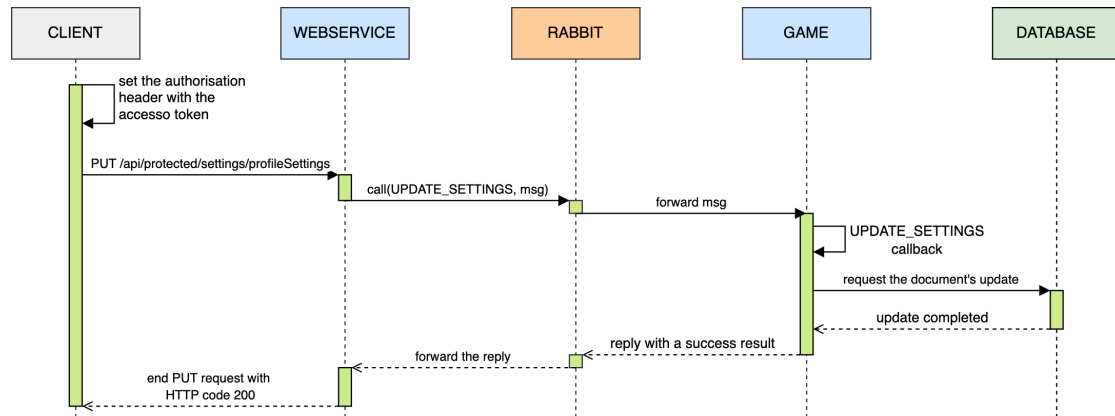 CLIENT
WEBSERVICE
RABBIT
GAME
DATABASE
set the authorisation
header with the
accesso token
PUT /api/protected/settings/profileSettings
call(UPDATE_SETTINGS, msg)
forward msg
UPDATE_SETTINGS
callback
request the document's update
update completed
reply with a success result
forward the reply
end PUT request with
HTTP code 200